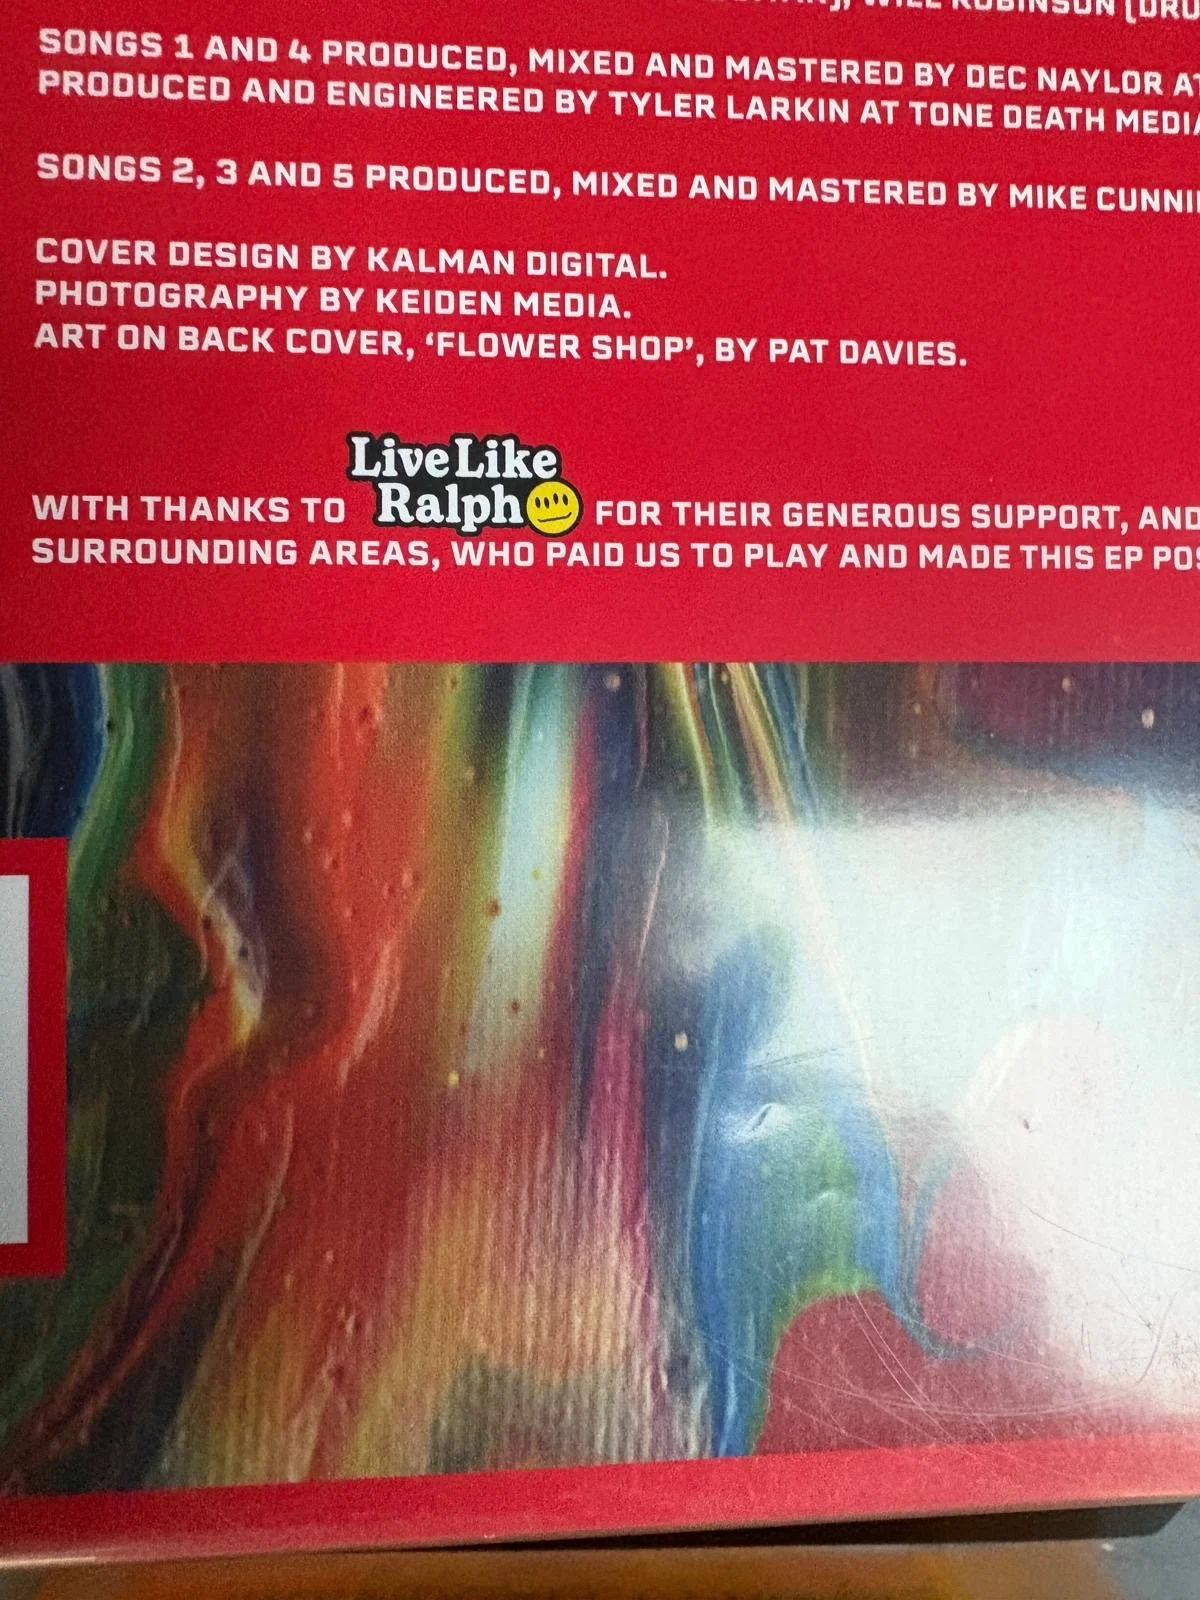 WILL ROBINSON
SONGS 1 AND 4 PRODUCED, MIXED AND MASTERED BY DEC NAYLOR AT
PRODUCED AND ENGINEERED BY TYLER LARKIN AT TONE DEATH MEDIA
SONGS 2, 3 AND 5 PRODUCED, MIXED AND MASTERED BY MIKE
COVER DESIGN BY KALMAN DIGITAL.
PHOTOGRAPHY BY KEIDEN MEDIA.
ART ON BACK COVER, ‘FLOWER SHOP’, BY PAT DAVIES.
Live Like
Ralph
WITH THANKS TO FOR THEIR GENEROUS SUPPORT, AND
SURROUNDING AREAS, WHO PAID US TO PLAY AND MADE THIS EP